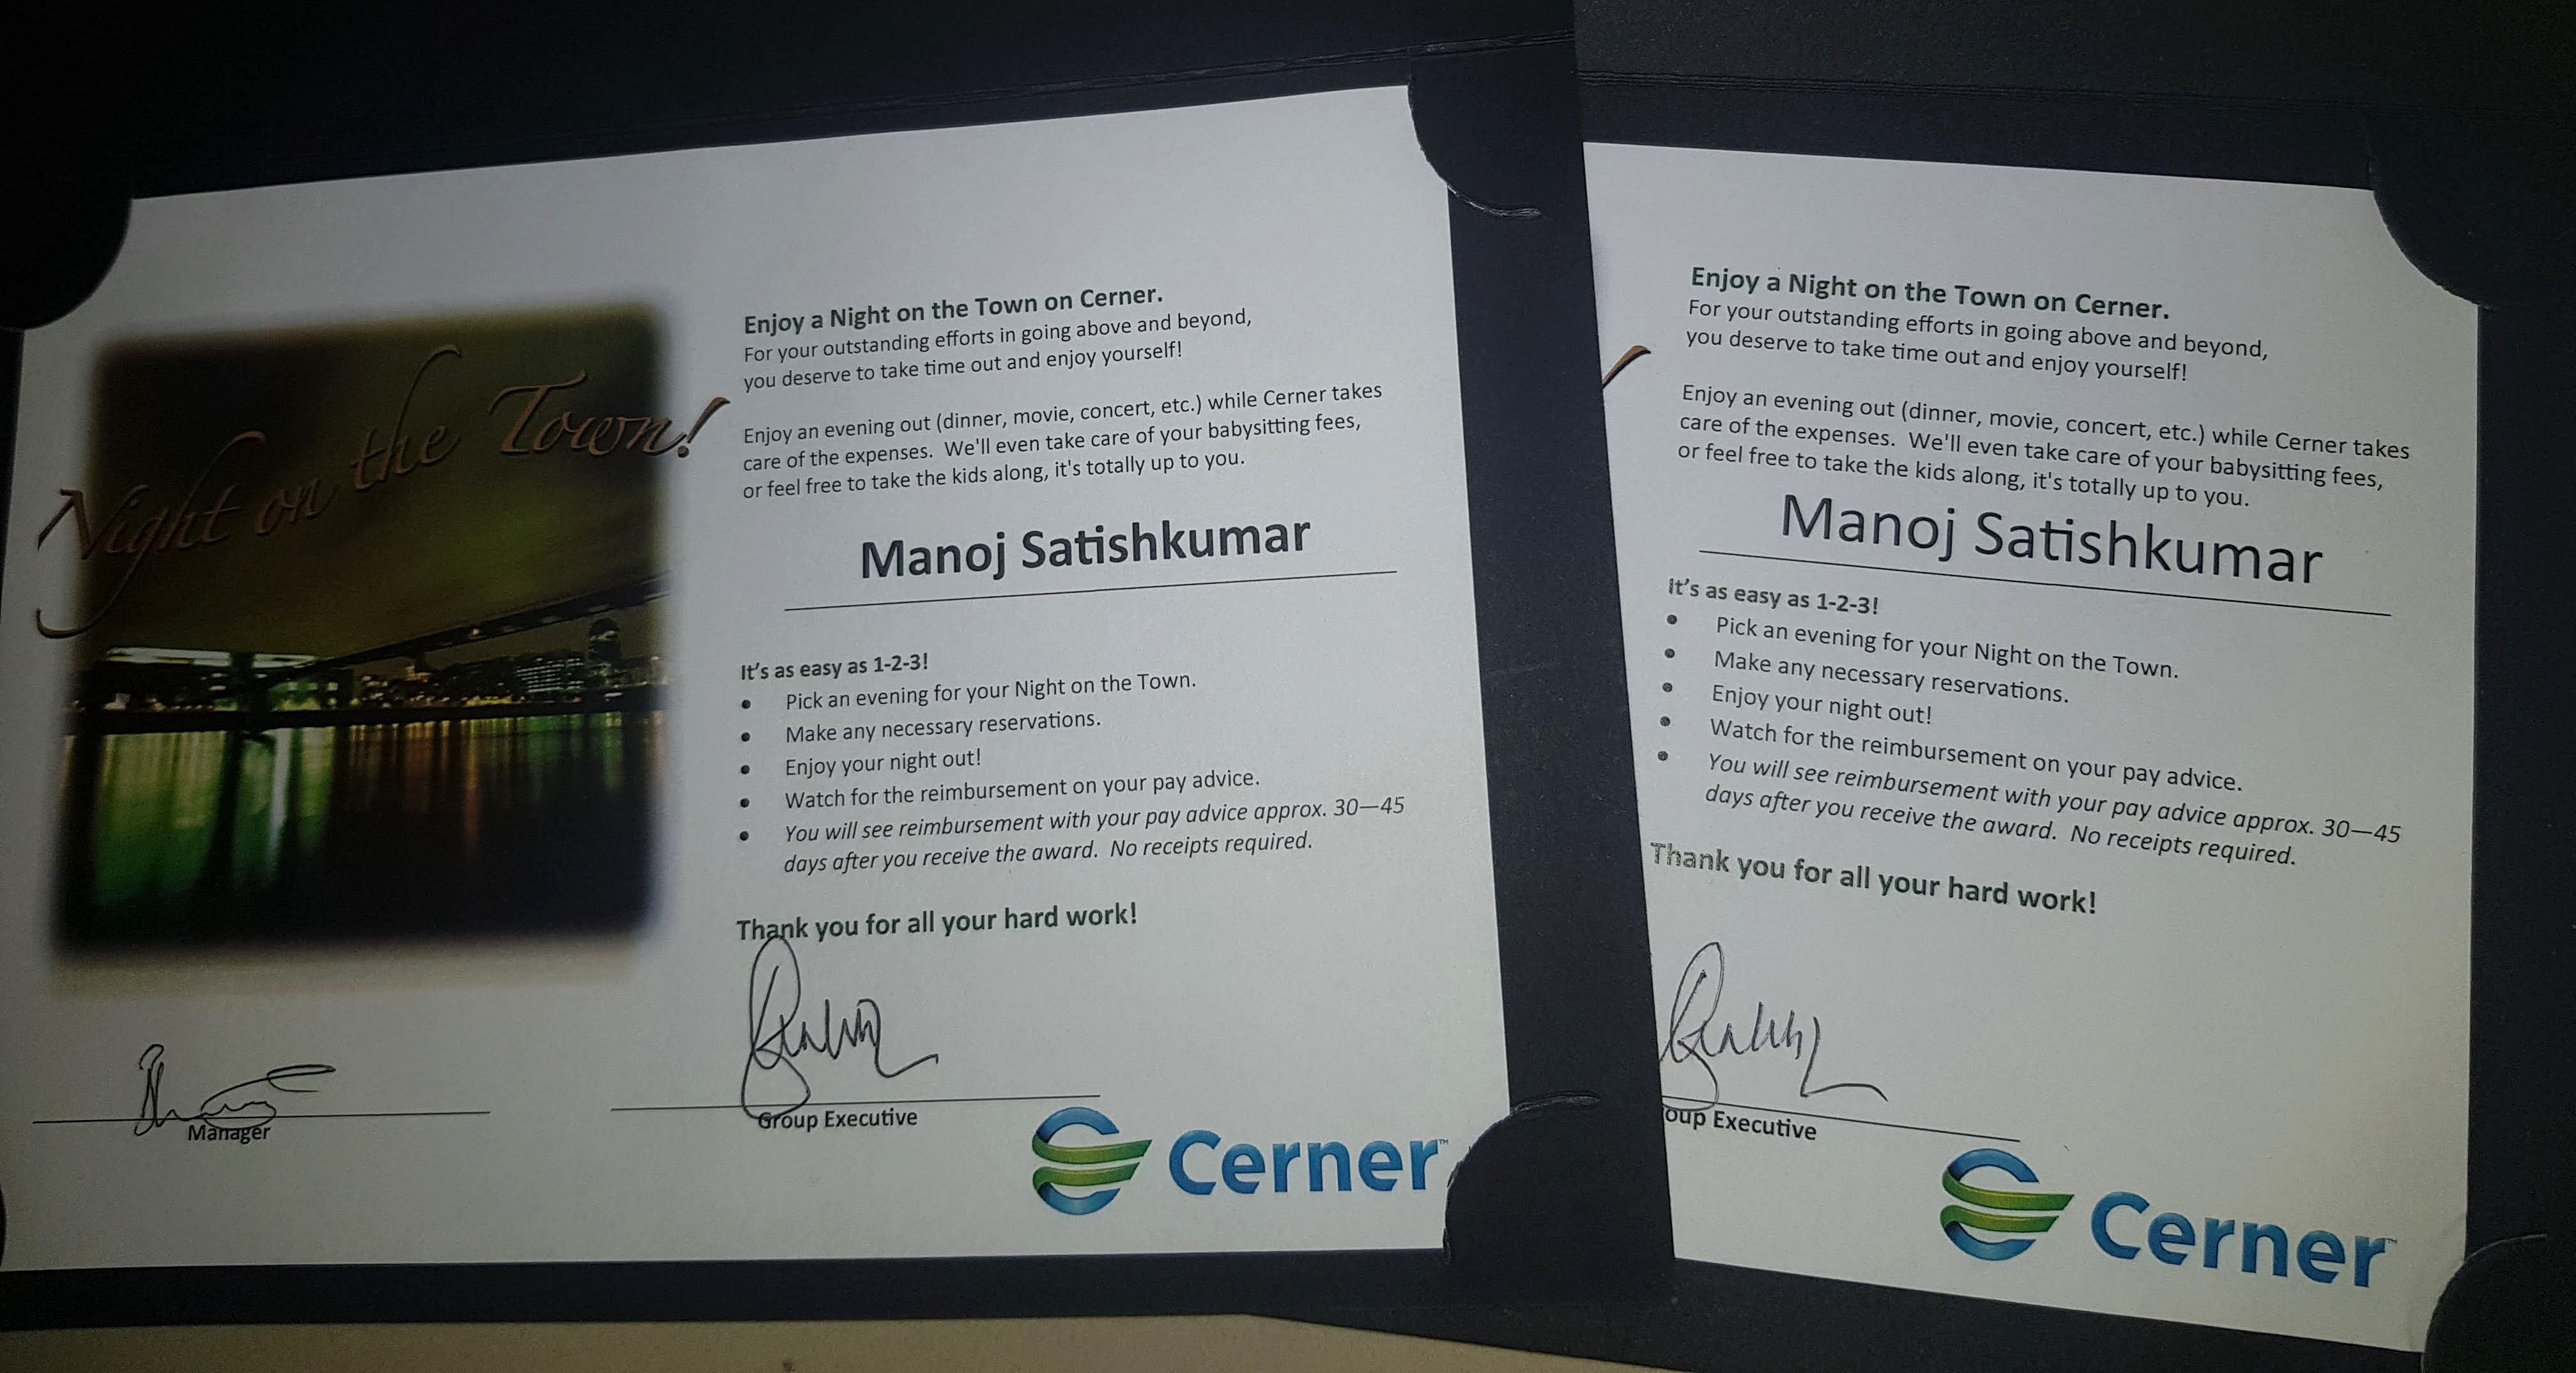 Night on the Town!
Enjoy a Night on the Town on Cerner.
For your outstanding efforts in going above and beyond,
you deserve to take time out and enjoy yourself!
Enjoy an evening out (dinner, movie, concert, etc.) while Cerner takes
care of the expenses.  We'll even take care of your babysitting fees,
or feel free to take the kids along, it's totally up to you.
Manoj Satishkumar
It's as easy as 1-2-3!
• Pick an evening for your Night on the Town.
• Make any necessary reservations.
• Enjoy your night out!
• Watch for the reimbursement on your pay advice.
• You will see reimbursement with your pay advice approx. 30—45
days after you receive the award.  No receipts required.
Thank you for all your hard work!
Manager
Group Executive
Cerner™
Enjoy a Night on the Town on Cerner.
For your outstanding efforts in going above and beyond,
you deserve to take time out and enjoy yourself!
Enjoy an evening out (dinner, movie, concert, etc.) while Cerner takes
care of the expenses.  We'll even take care of your babysitting fees,
or feel free to take the kids along, it's totally up to you.
Manoj Satishkumar
It's as easy as 1-2-3!
• Pick an evening for your Night on the Town.
• Make any necessary reservations.
• Enjoy your night out!
• Watch for the reimbursement on your pay advice.
• You will see reimbursement with your pay advice approx. 30—45
days after you receive the award.  No receipts required.
Thank you for all your hard work!
oup Executive
Cerner™